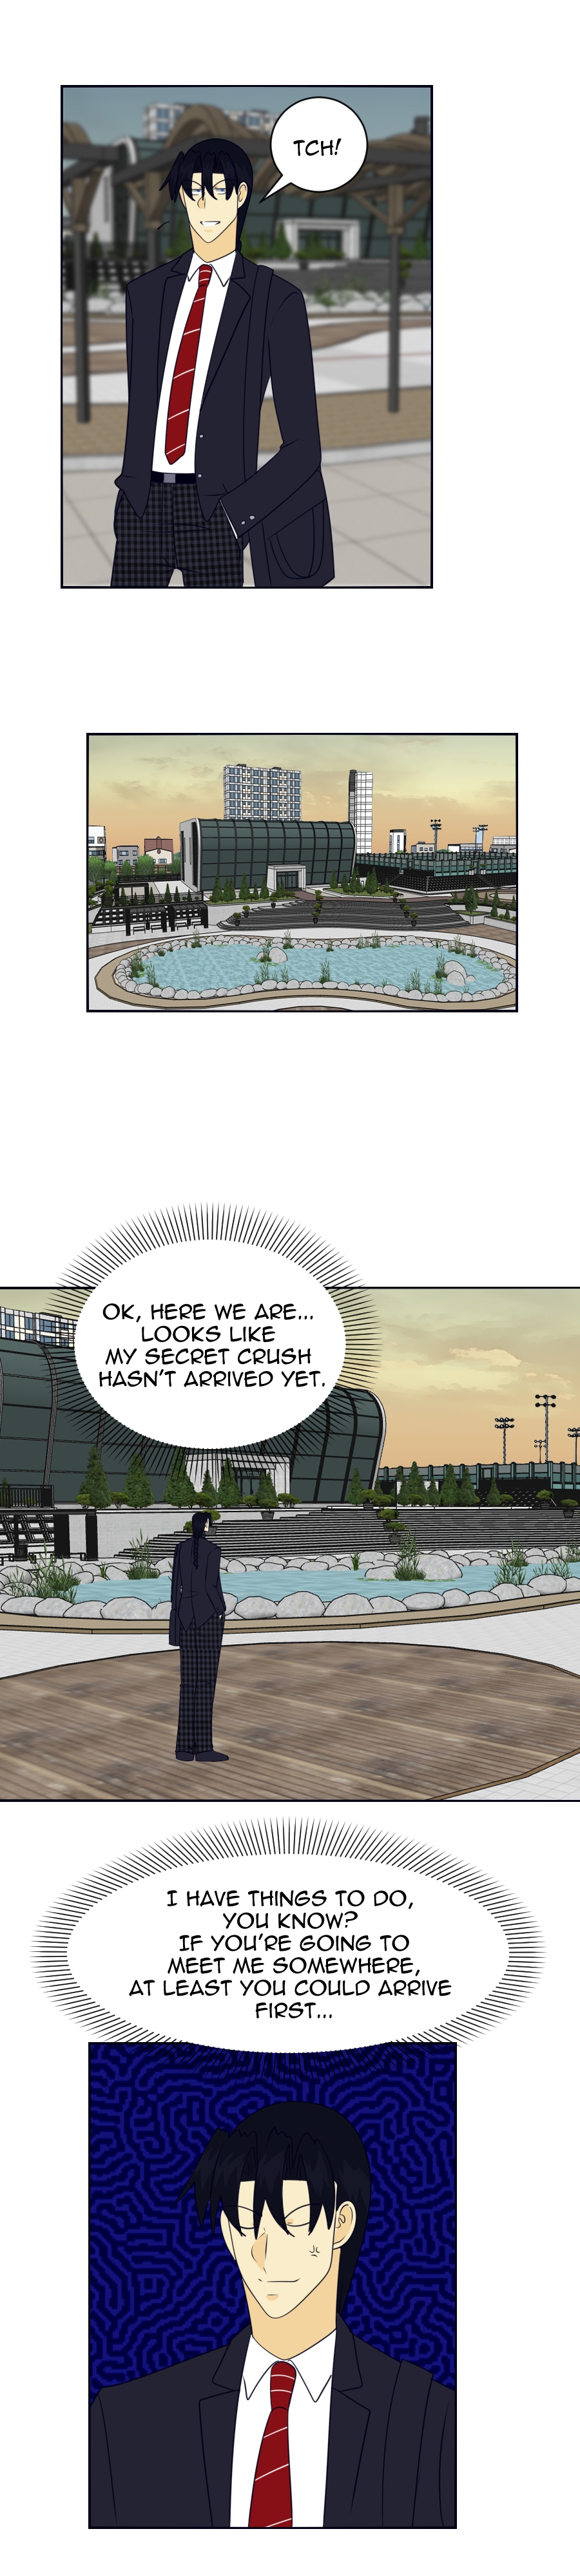 TCH!
OK, HERE WE ARE...
LOOKS LIKE
MY SECRET CRUSH
HASN'T ARRIVED YET.
I HAVE THINGS TO DO,
YOU KNOW?
IF YOU'RE GOING TO
MEET ME SOMEWHERE,
AT LEAST YOU COULD ARRIVE
FIRST...